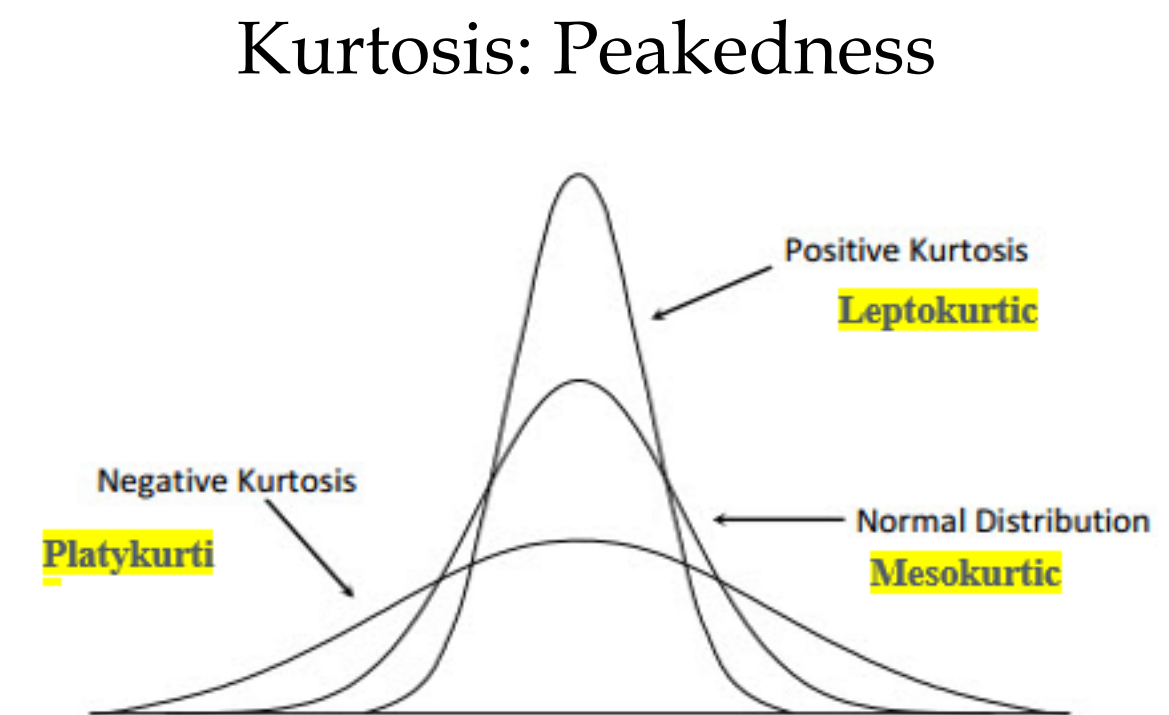 Kurtosis: Peakedness
Positive Kurtosis
Leptokurtic
Negative Kurtosis
Platykurti
Normal Distribution
Mesokurtic